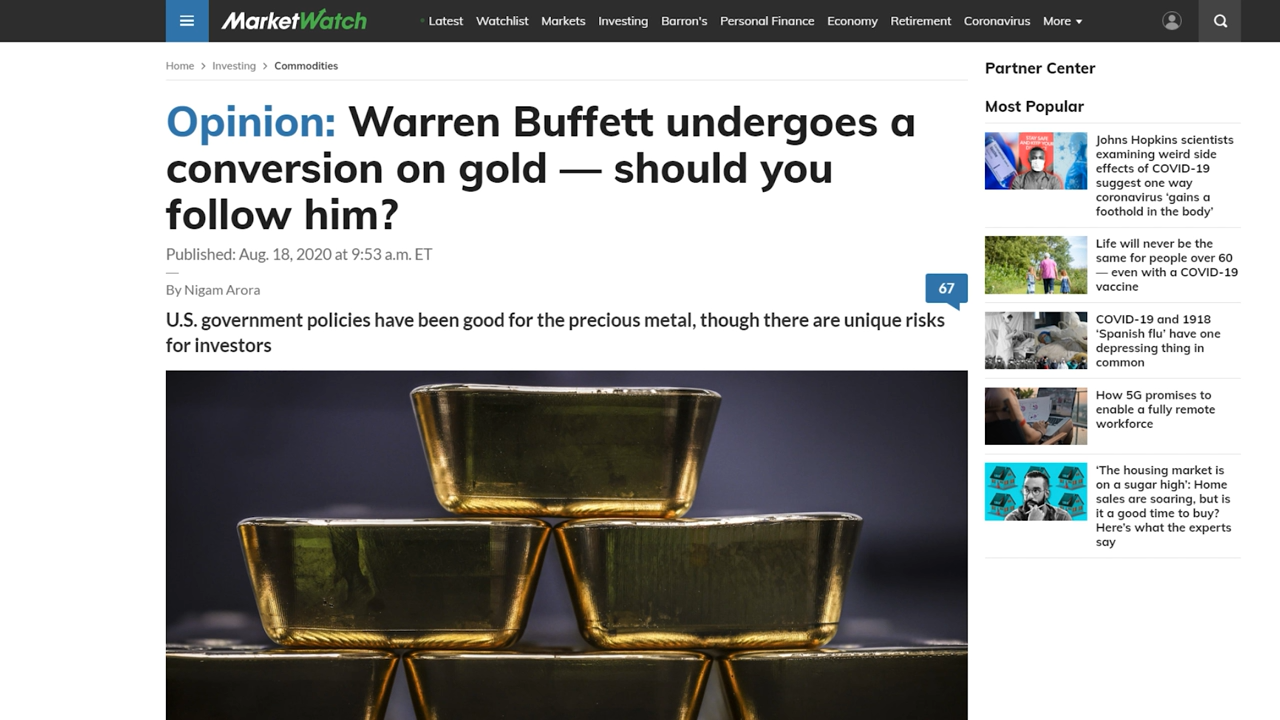 MarketWatch
Latest Watchlist Markets Investing Barron's Personal Finance Economy Retirement Coronavirus More
Home > Investing > Commodities
Opinion: Warren Buffett undergoes a
conversion on gold — should you
follow him?
Published: Aug. 18, 2020 at 9:53 a.m. ET
By Nigam Arora
67
U.S. government policies have been good for the precious metal, though there are unique risks
for investors
Partner Center
Most Popular
Johns Hopkins scientists
examining weird side
effects of COVID-19
suggest one way
coronavirus ‘gains a
foothold in the body’
Life will never be the
same for people over 60
— even with a COVID-19
vaccine
COVID-19 and 1918
‘Spanish flu’ have one
depressing thing in
common
How 5G promises to
enable a fully remote
workforce
‘The housing market is
on a sugar high’: Home
sales are soaring, but is
it a good time to buy?
Here’s what the experts
say